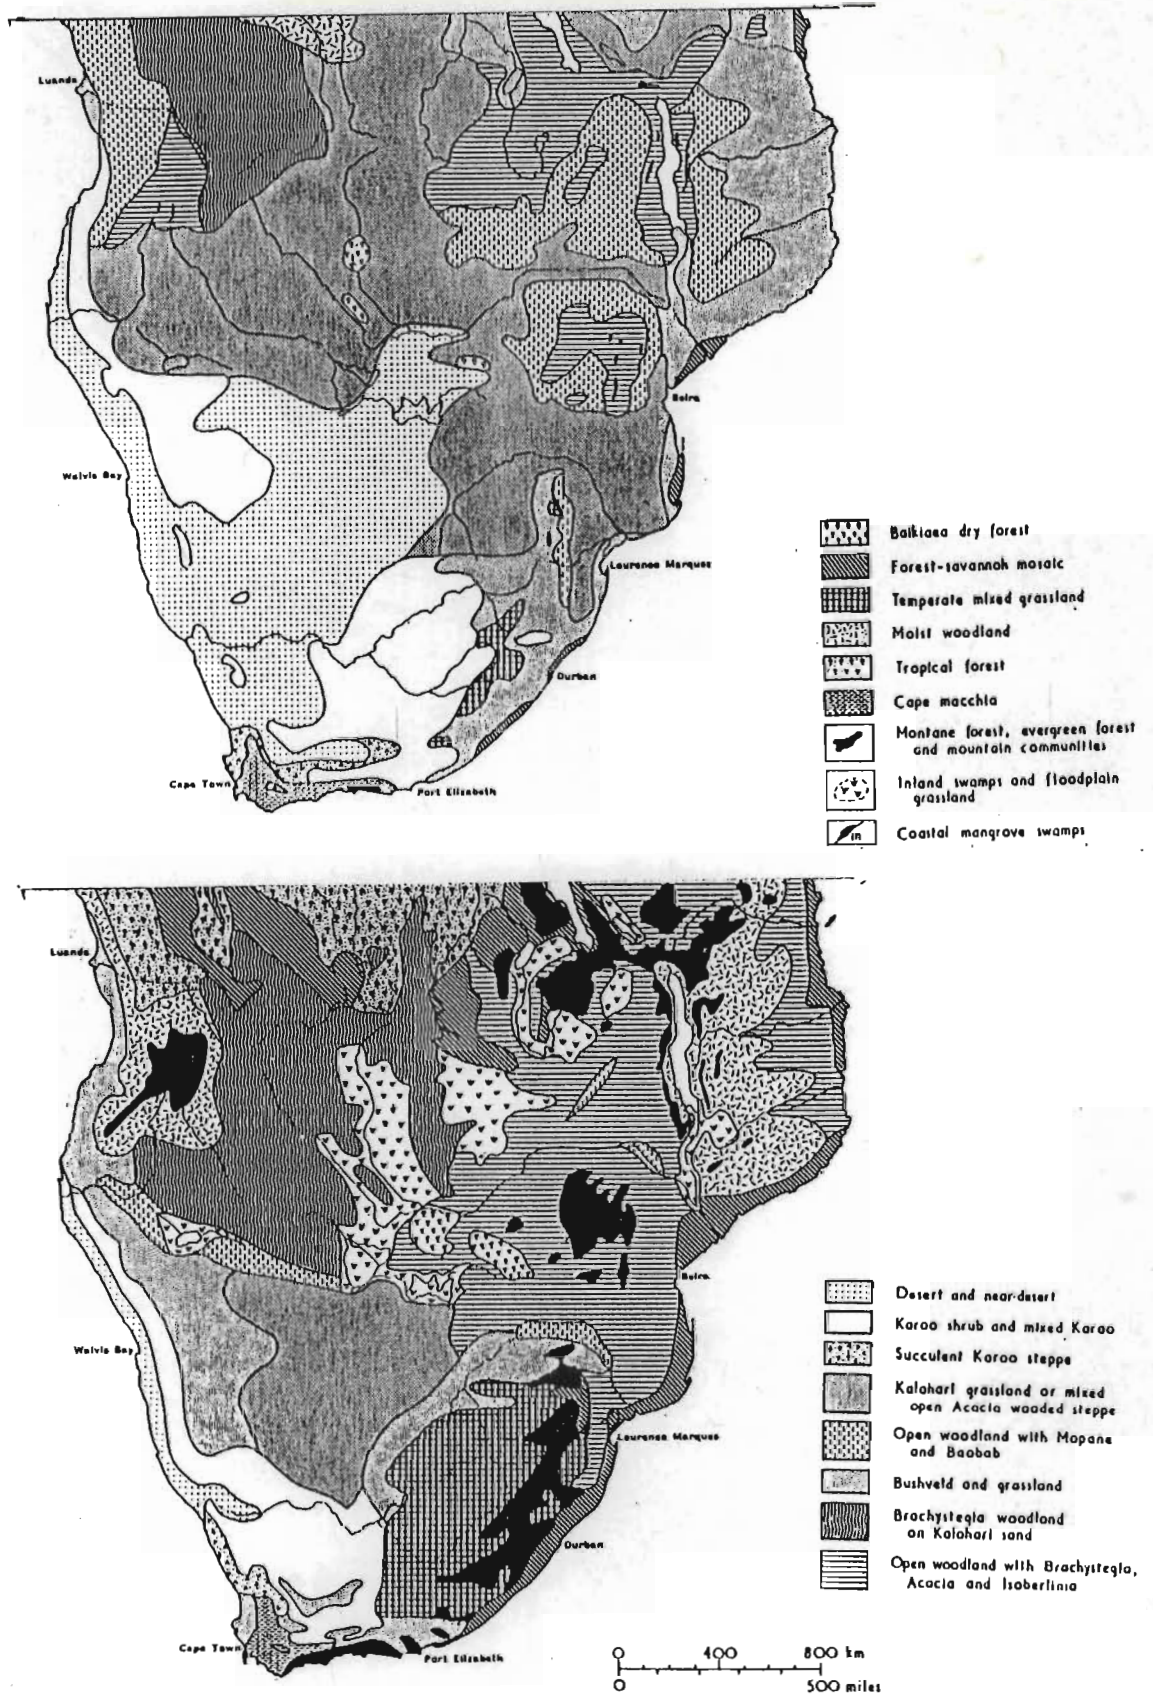 Luanda
Beira
Walvis Bay
Lourenco Marques
Durban
Cape Town
Port Elizabeth
Baikiaea dry forest
Forest-savannah mosaic
Temperate mixed grassland
Moist woodland
Tropical forest
Cape macchia
Montane forest, evergreen forest
and mountain communities
Inland swamps and floodplain
grassland
m
Coastal mangrove swamps
Luanda
Beira
Walvis Bay
Lourenco Marques
Durban
Cape Town
Port Elizabeth
Desert and near-desert
Karoo shrub and mixed Karoo
Succulent Karoo steppe
Kalahari grassland or mixed
open Acacia wooded steppe
Open woodland with Mopane
and Baobab
Bushveld and grassland
Brachystegia woodland
on Kalahari sand
Open woodland with Brachystegia,
Acacia and Isoberlinia
0 400 800 km
0 500 miles